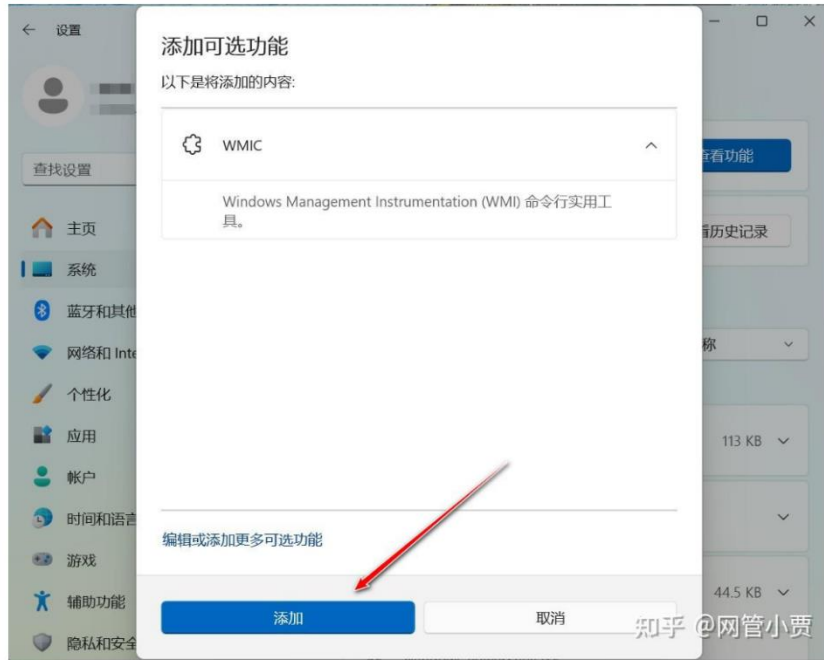 设置
添加可选功能
以下是将添加的内容:
WMIC
Windows Management Instrumentation (WMI) 命令行实用工
具。
查找设置
主页
系统
蓝牙和其他
网络和 Inte
个性化
应用
帐户
时间和语言
游戏
辅助功能
隐私和安全
查看功能
看历史记录
称
113 KB
44.5 KB
编辑或添加更多可选功能
添加
取消
知乎 @网管小贾